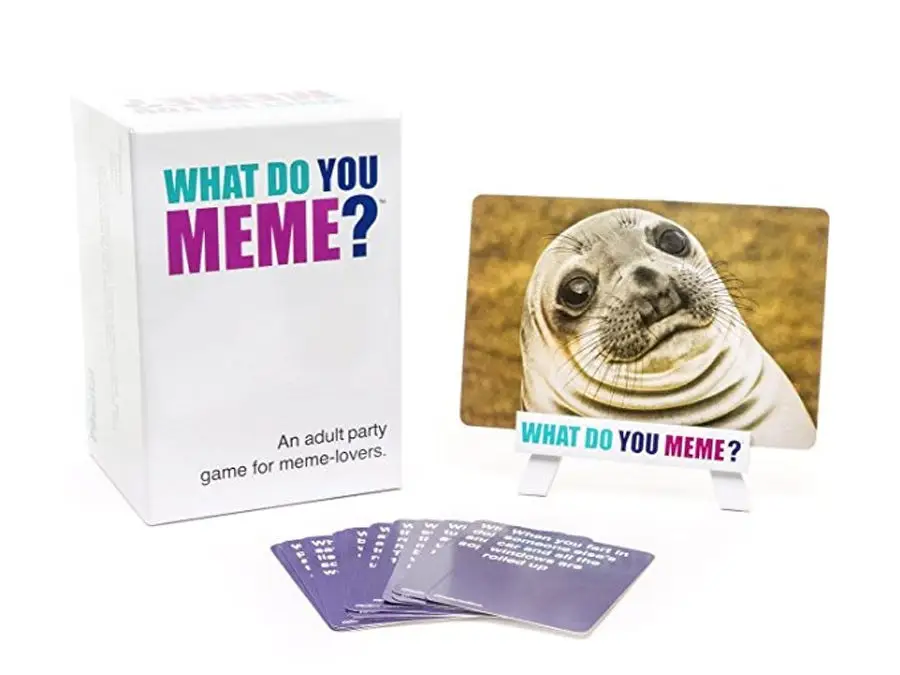 WHAT DO YOU
MEME?™
An adult party
game for meme-lovers.
WHAT DO YOU MEME?
When you fart in
someone else's
car and all the
windows are
rolled up